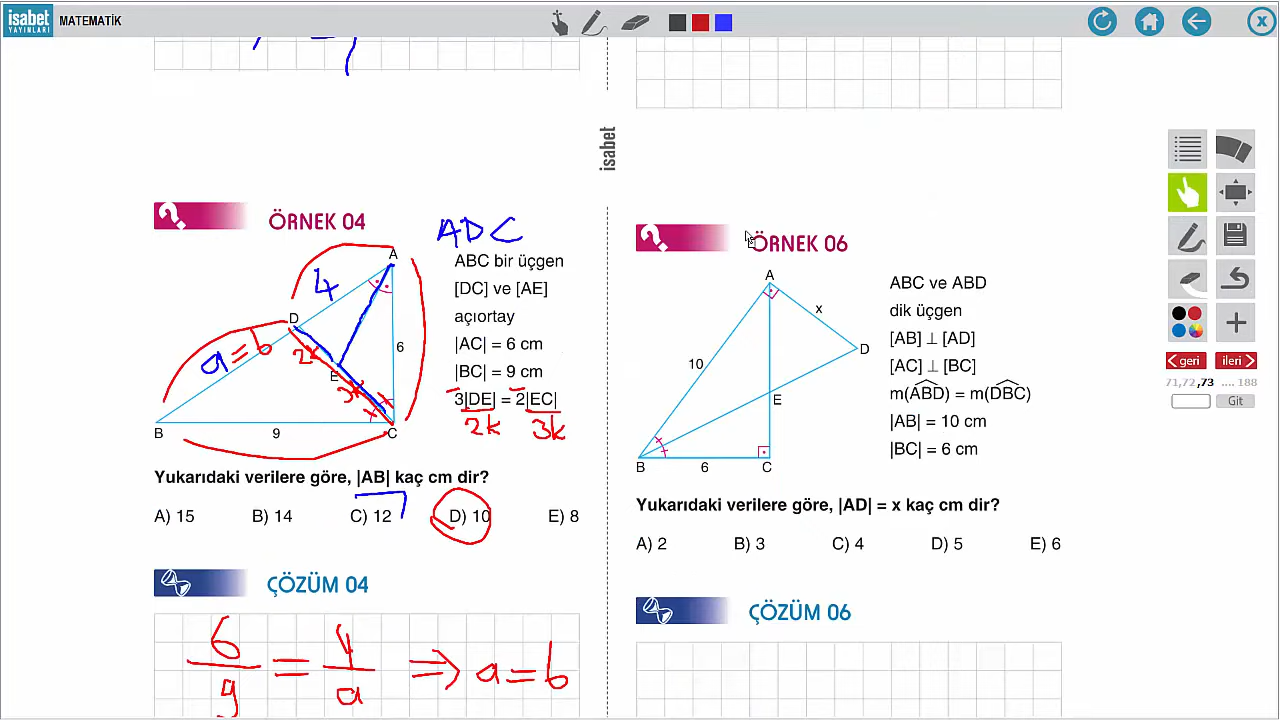 isabet
YAYINLARI
MATEMATİK
isabet
ÖRNEK 04
ADC
A
4
D
a = b
2k
E
3k
6
B
9
C
ABC bir üçgen
[DC] ve [AE]
açıortay
|AC| = 6 cm
|BC| = 9 cm
3|DE| = 2|EC|
2k 3k
Yukarıdaki verilere göre, |AB| kaç cm dir?
A) 15 B) 14 C) 12 D) 10 E) 8
ÇÖZÜM 04
6/9 = 4/a ⇒ a = b
ÖRNEK 06
A
x
10
D
E
B
6
C
ABC ve ABD
dik üçgen
[AB] ⊥ [AD]
[AC] ⊥ [BC]
m(ABD) = m(DBC)
|AB| = 10 cm
|BC| = 6 cm
Yukarıdaki verilere göre, |AD| = x kaç cm dir?
A) 2 B) 3 C) 4 D) 5 E) 6
ÇÖZÜM 06
geri ileri
71,72,73 .... 188
Git